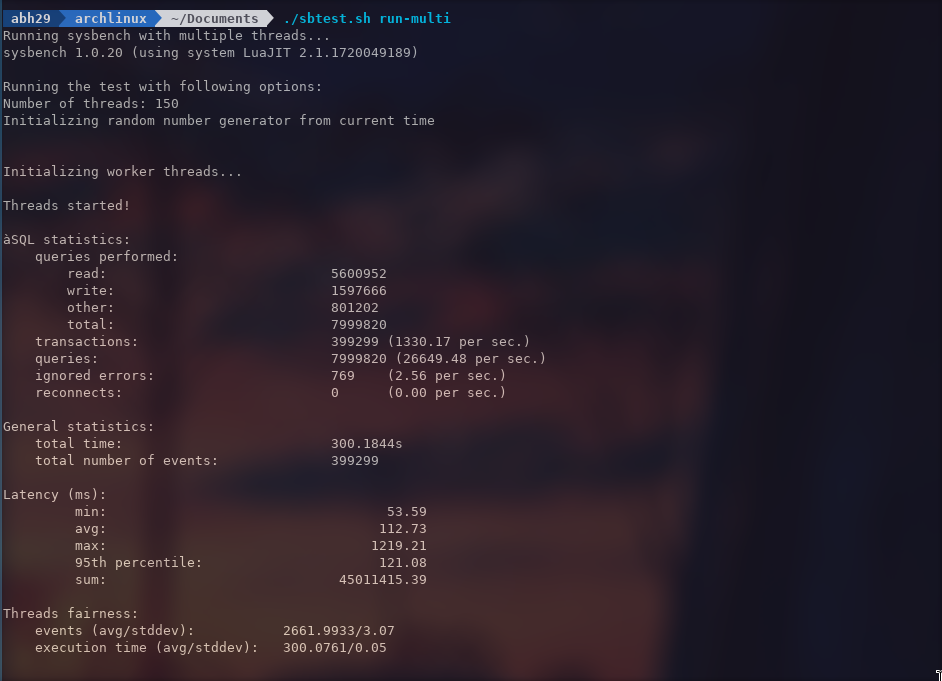 abh29 archlinux ~/Documents ./sbtest.sh run-multi
Running sysbench with multiple threads...
sysbench 1.0.20 (using system LuaJIT 2.1.1720049189)
Running the test with following options:
Number of threads: 150
Initializing random number generator from current time
Initializing worker threads...
Threads started!
àSQL statistics:
queries performed:
read: 5600952
write: 1597666
other: 801202
total: 7999820
transactions: 399299 (1330.17 per sec.)
queries: 7999820 (26649.48 per sec.)
ignored errors: 769 (2.56 per sec.)
reconnects: 0 (0.00 per sec.)
General statistics:
total time: 300.1844s
total number of events: 399299
Latency (ms):
min: 53.59
avg: 112.73
max: 1219.21
95th percentile: 121.08
sum: 45011415.39
Threads fairness:
events (avg/stddev): 2661.9933/3.07
execution time (avg/stddev): 300.0761/0.05